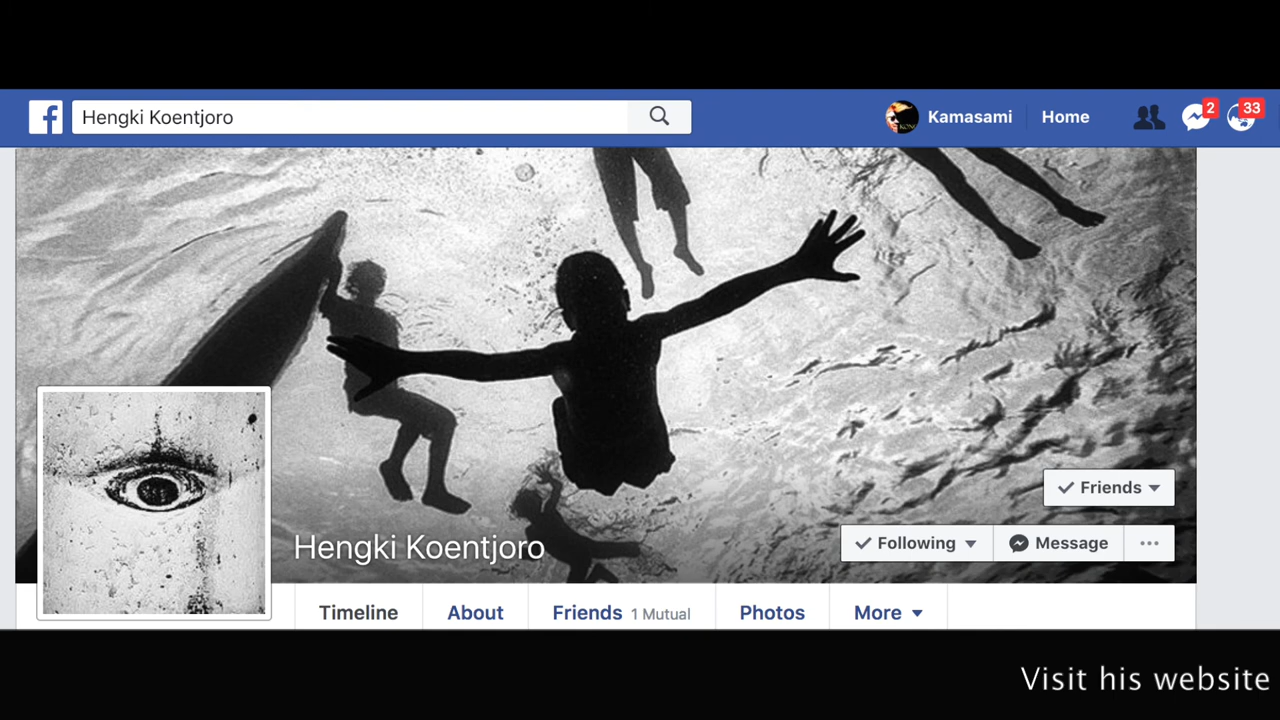 Hengki Koentjoro
Kamasami
Home
2
33
Friends
Following
Message
Hengki Koentjoro
Timeline
About
Friends 1 Mutual
Photos
More
Visit his website